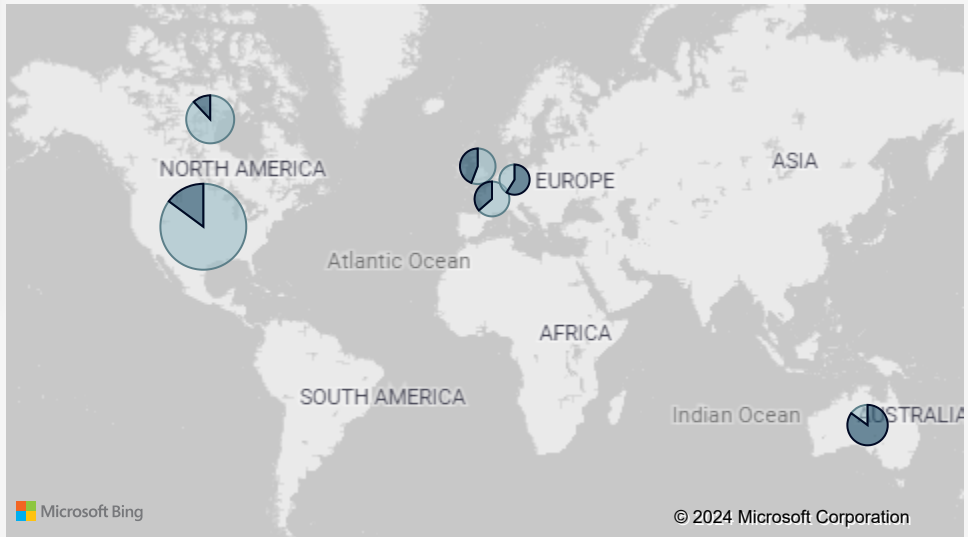 NORTH AMERICA
ASIA
EUROPE
Atlantic Ocean
AFRICA
SOUTH AMERICA
Indian Ocean
AUSTRALIA
Microsoft Bing
© 2024 Microsoft Corporation